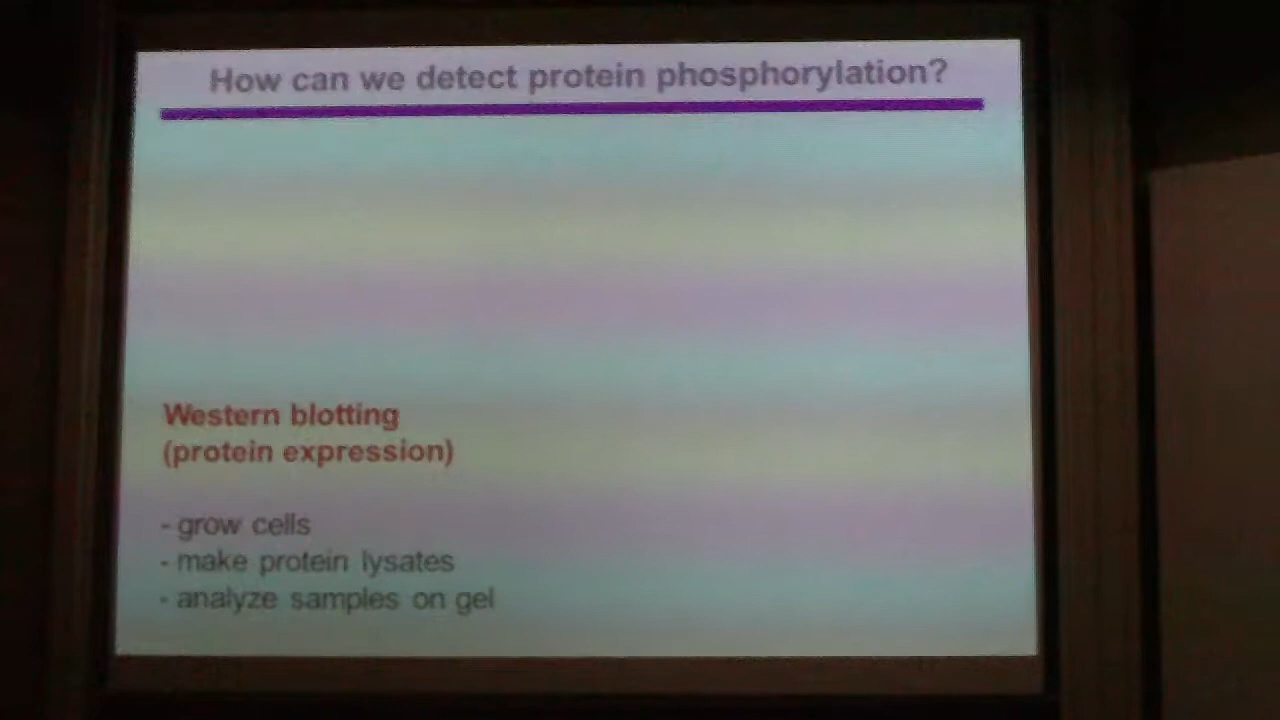 How can we detect protein phosphorylation?
Western blotting
(protein expression)
- grow cells
- make protein lysates
- analyze samples on gel